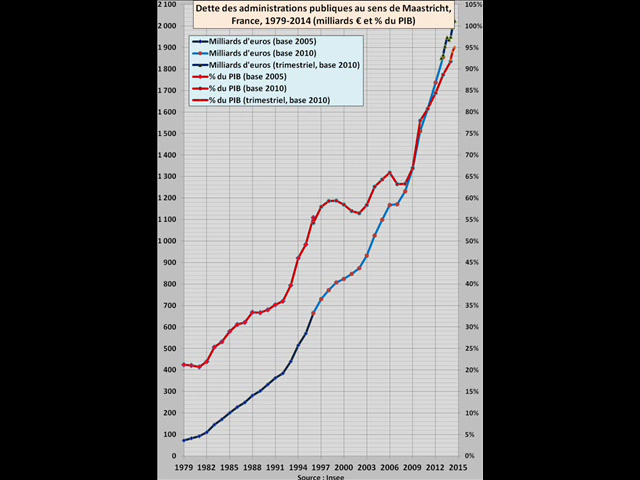 Dette des administrations publiques au sens de Maastricht,
France, 1979-2014 (milliards € et % du PIB)
Milliards d'euros (base 2005)
Milliards d'euros (base 2010)
Milliards d'euros (trimestriel, base 2010)
% du PIB (base 2005)
% du PIB (base 2010)
% du PIB (trimestriel, base 2010)
2 100 105%
2 000 100%
1 900 95%
1 800 90%
1 700 85%
1 600 80%
1 500 75%
1 400 70%
1 300 65%
1 200 60%
1 100 55%
1 000 50%
900 45%
800 40%
700 35%
600 30%
500 25%
400 20%
300 15%
200 10%
100 5%
0 0%
1979 1982 1985 1988 1991 1994 1997 2000 2003 2006 2009 2012 2015
Source : Insee